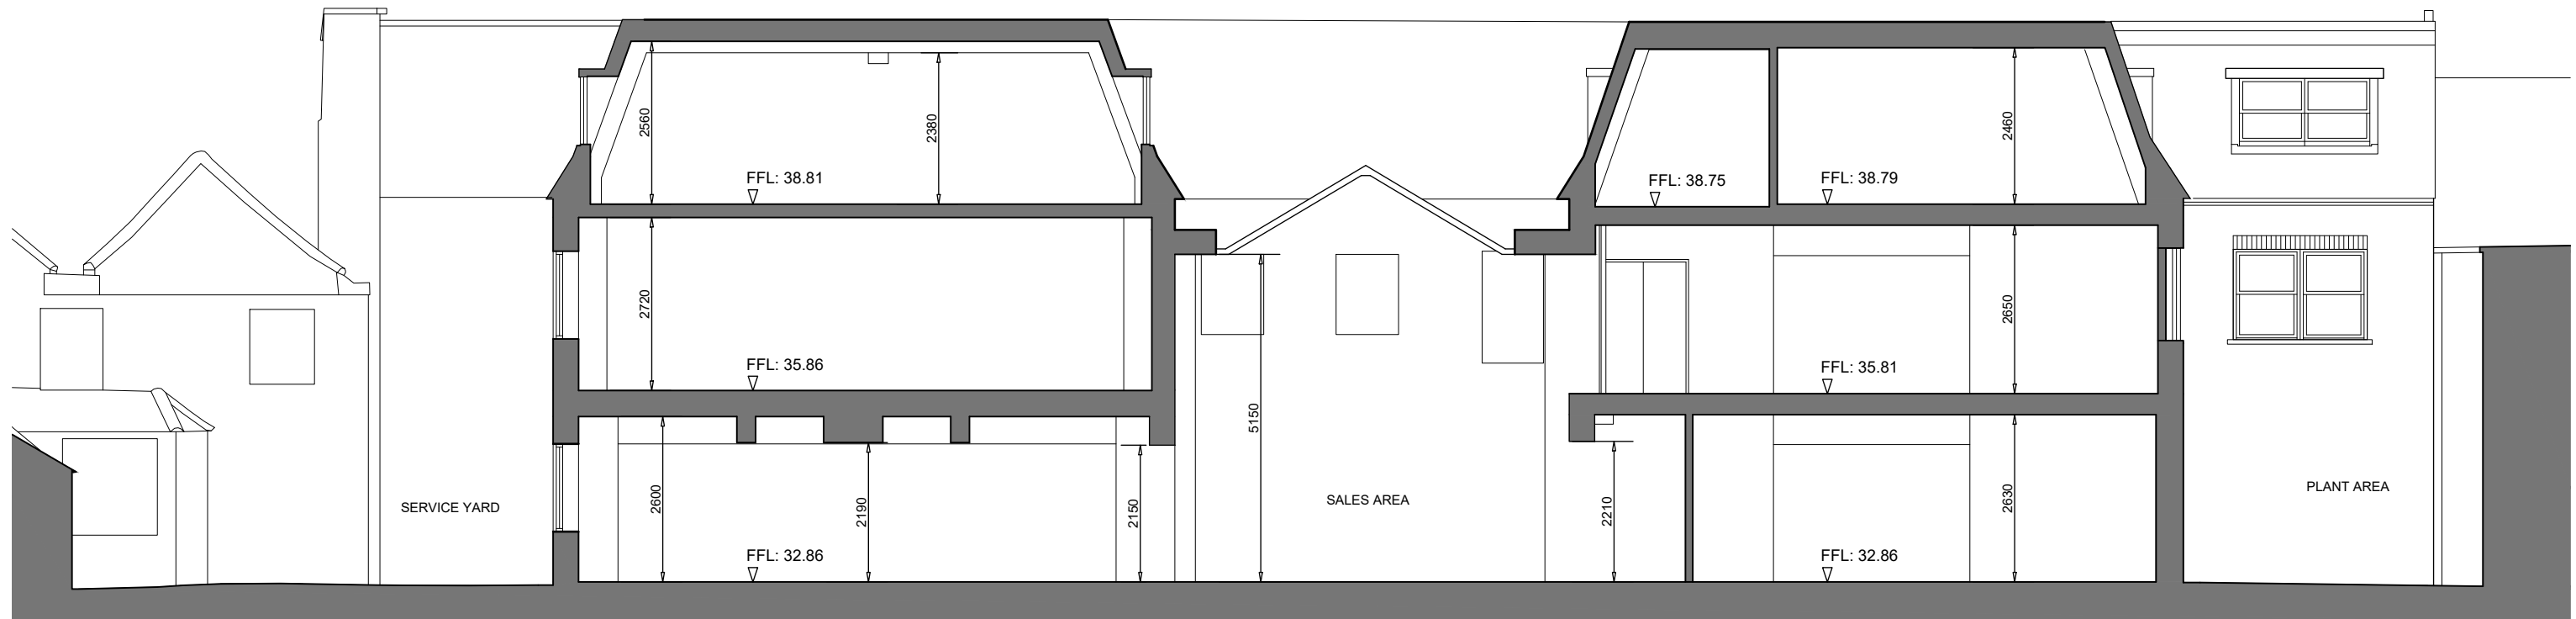 2560
2380
2460
FFL: 38.81
FFL: 38.75
FFL: 38.79
2720
2650
FFL: 35.86
FFL: 35.81
5150
SERVICE YARD
2600
2190
2150
SALES AREA
2210
2630
PLANT AREA
FFL: 32.86
FFL: 32.86